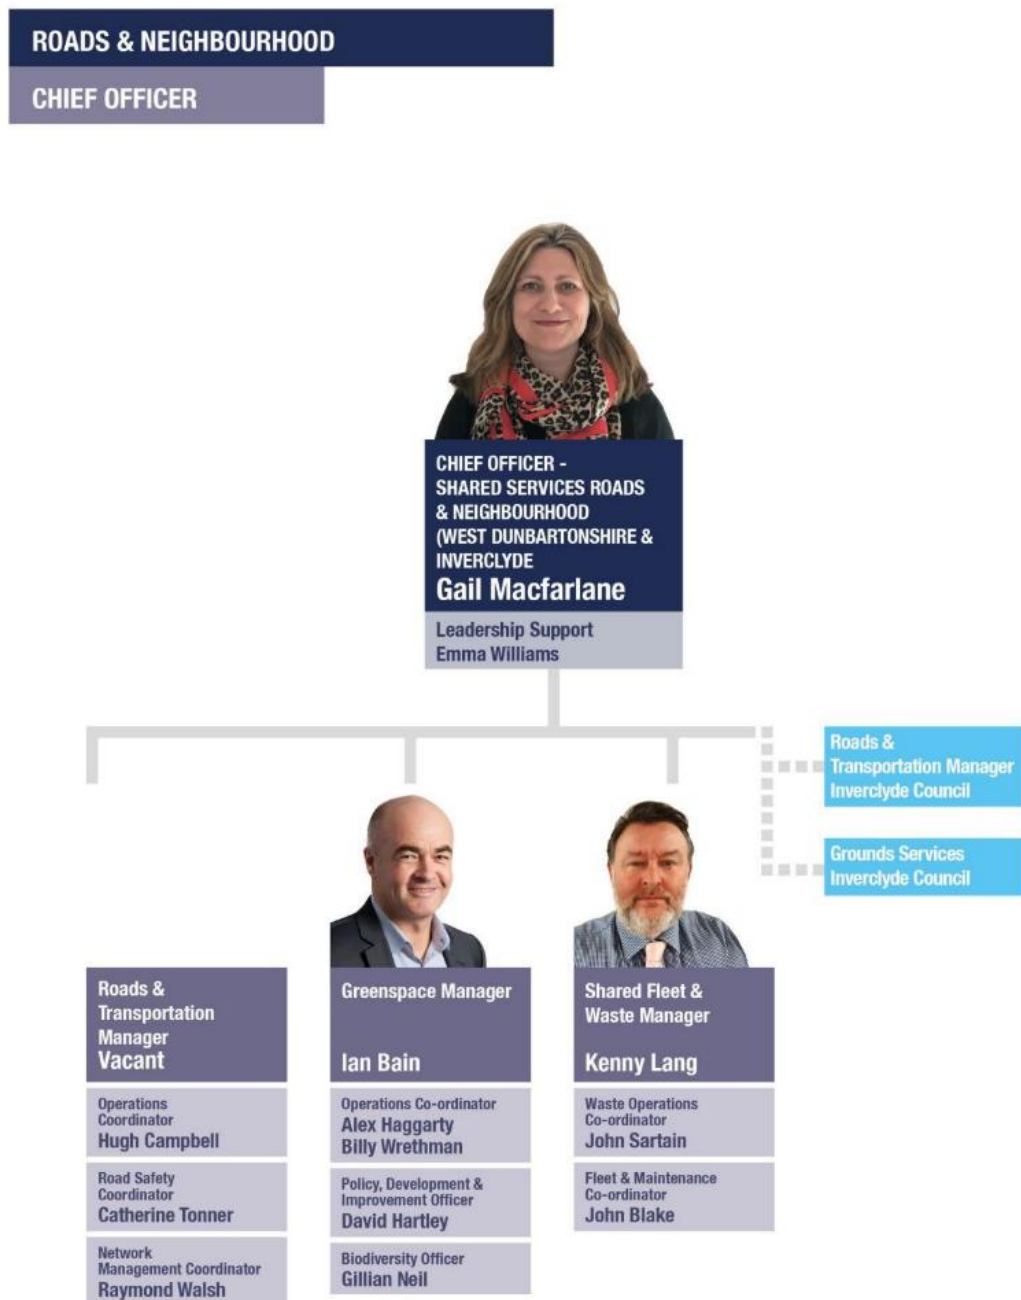 ROADS & NEIGHBOURHOOD
CHIEF OFFICER
CHIEF OFFICER -
SHARED SERVICES ROADS
& NEIGHBOURHOOD
(WEST DUNBARTONSHIRE &
INVERCLYDE
Gail Macfarlane
Leadership Support
Emma Williams
Roads &
Transportation Manager
Inverclyde Council
Grounds Services
Inverclyde Council
Roads &
Transportation
Manager
Vacant
Operations
Coordinator
Hugh Campbell
Road Safety
Coordinator
Catherine Tonner
Network
Management Coordinator
Raymond Walsh
Greenspace Manager
Ian Bain
Operations Co-ordinator
Alex Haggarty
Billy Wrethman
Policy, Development &
Improvement Officer
David Hartley
Biodiversity Officer
Gillian Neil
Shared Fleet &
Waste Manager
Kenny Lang
Waste Operations
Co-ordinator
John Sartain
Fleet & Maintenance
Co-ordinator
John Blake